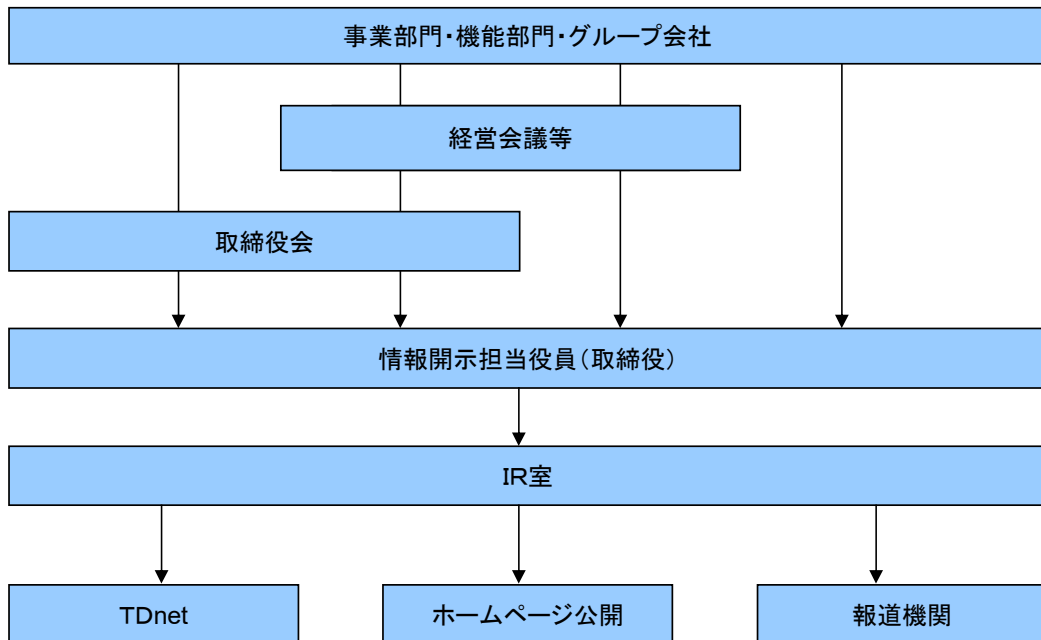 事業部門・機能部門・グループ会社
経営会議等
取締役会
情報開示担当役員（取締役）
IR室
TDnet
ホームページ公開
報道機関